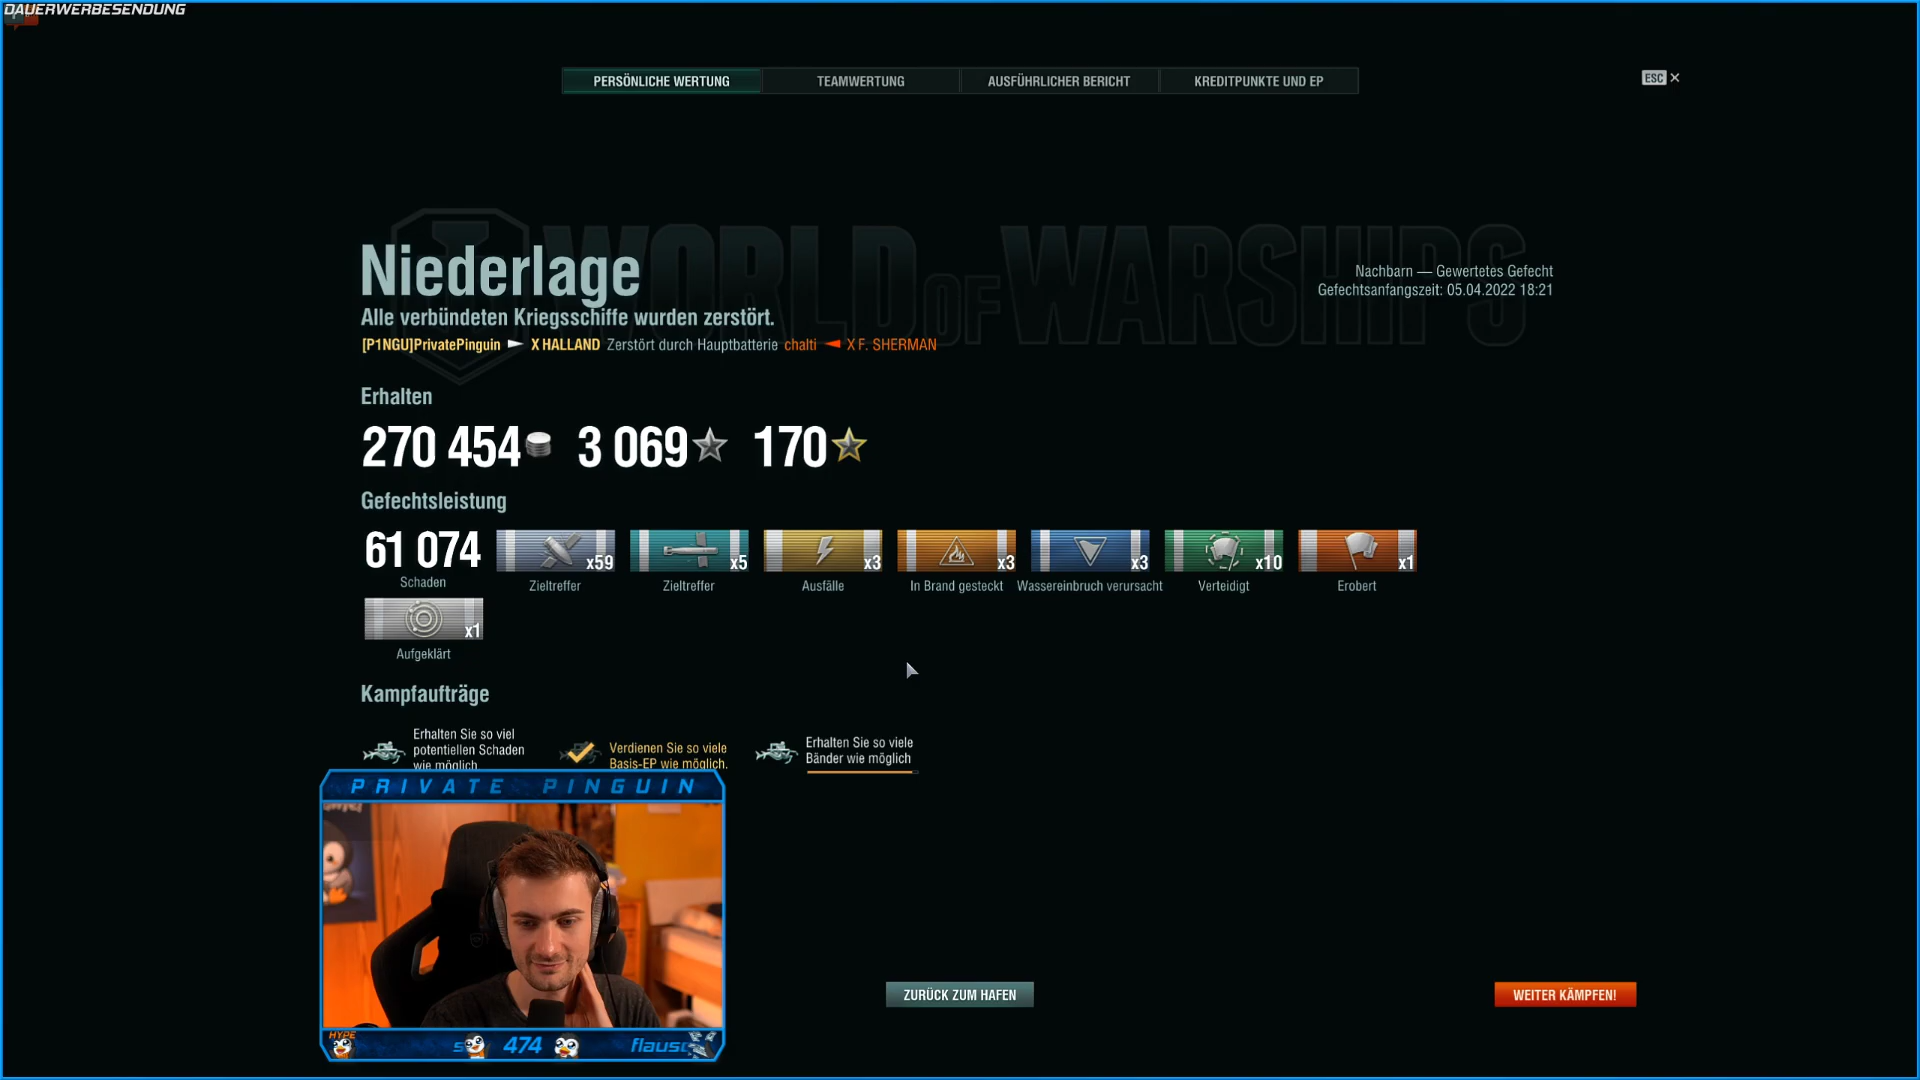 DAUERWERBESENDUNG
PERSÖNLICHE WERTUNG
TEAMWERTUNG
AUSFÜHRLICHER BERICHT
KREDITPUNKTE UND EP
ESC
WORLD OF WARSHIPS
Niederlage
Alle verbündeten Kriegsschiffe wurden zerstört.
[P1NGU]PrivatePinguin X HALLAND Zerstört durch Hauptbatterie chalti X F. SHERMAN
Nachbarn — Gewertetes Gefecht
Gefechtsanfangszeit: 05.04.2022 18:21
Erhalten
270 454 3 069 170
Gefechtsleistung
61 074
Schaden
x59
Zieltreffer
x5
Zieltreffer
x3
Ausfälle
x3
In Brand gesteckt
x3
Wassereinbruch verursacht
x10
Verteidigt
x1
Erobert
x1
Aufgeklärt
Kampfaufträge
Erhalten Sie so viel
potentiellen Schaden
wie möglich
Verdienen Sie so viele
Basis-EP wie möglich.
Erhalten Sie so viele
Bänder wie möglich
PRIVATE PINGUIN
HYPE
474
ZURÜCK ZUM HAFEN
WEITER KÄMPFEN!